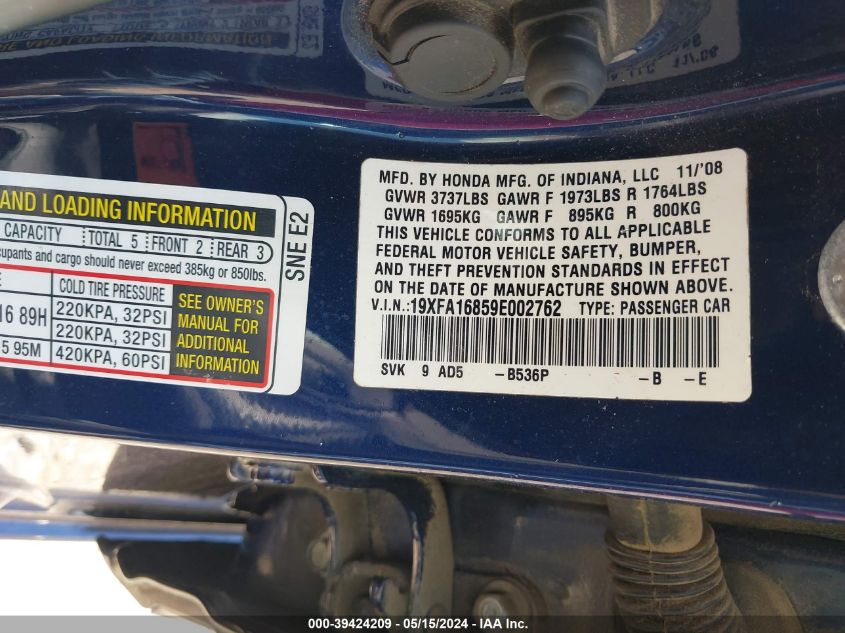 AND LOADING INFORMATION
CAPACITY TOTAL 5 FRONT 2 REAR 3
cupants and cargo should never exceed 385kg or 850lbs.
E COLD TIRE PRESSURE
16 89H 220KPA, 32PSI
220KPA, 32PSI
5 95M 420KPA, 60PSI
SEE OWNER'S
MANUAL FOR
ADDITIONAL
INFORMATION
SNE E2
MFD. BY HONDA MFG. OF INDIANA, LLC 11/'08
GVWR 3737LBS GAWR F 1973LBS R 1764LBS
GVWR 1695KG GAWR F 895KG R 800KG
THIS VEHICLE CONFORMS TO ALL APPLICABLE
FEDERAL MOTOR VEHICLE SAFETY, BUMPER,
AND THEFT PREVENTION STANDARDS IN EFFECT
ON THE DATE OF MANUFACTURE SHOWN ABOVE.
V.I.N.:19XFA16859E002762 TYPE: PASSENGER CAR
SVK 9 AD5 -B536P -B -E
000-39424209 - 05/15/2024 - IAA Inc.